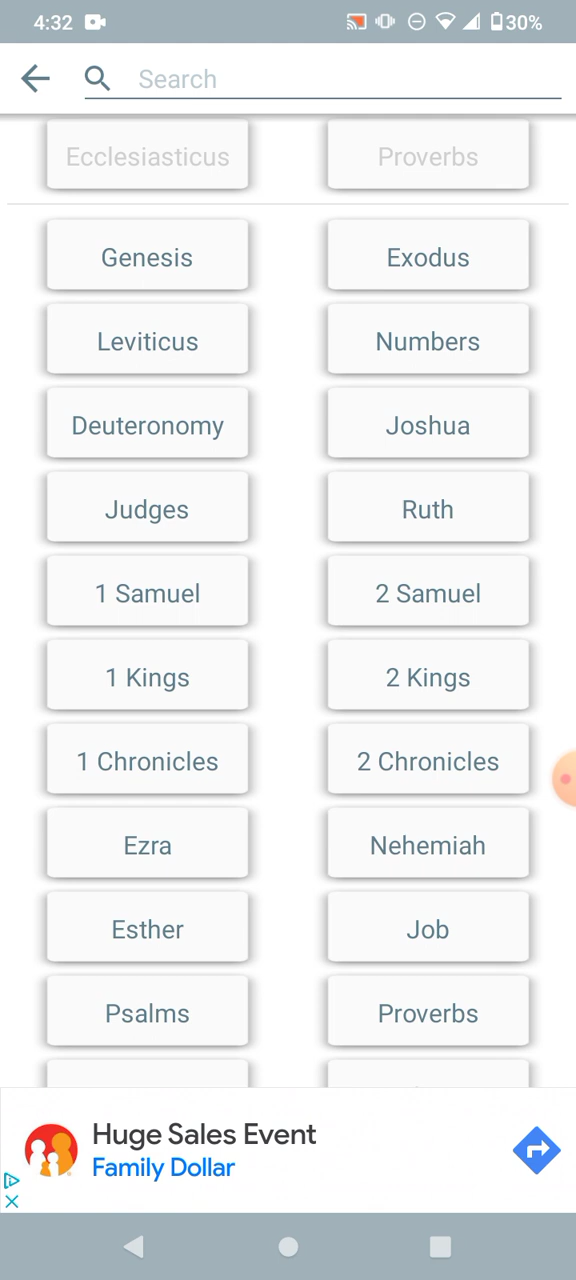 4:32
30%
Search
Ecclesiasticus Proverbs
Genesis Exodus
Leviticus Numbers
Deuteronomy Joshua
Judges Ruth
1 Samuel 2 Samuel
1 Kings 2 Kings
1 Chronicles 2 Chronicles
Ezra Nehemiah
Esther Job
Psalms Proverbs
Huge Sales Event
Family Dollar